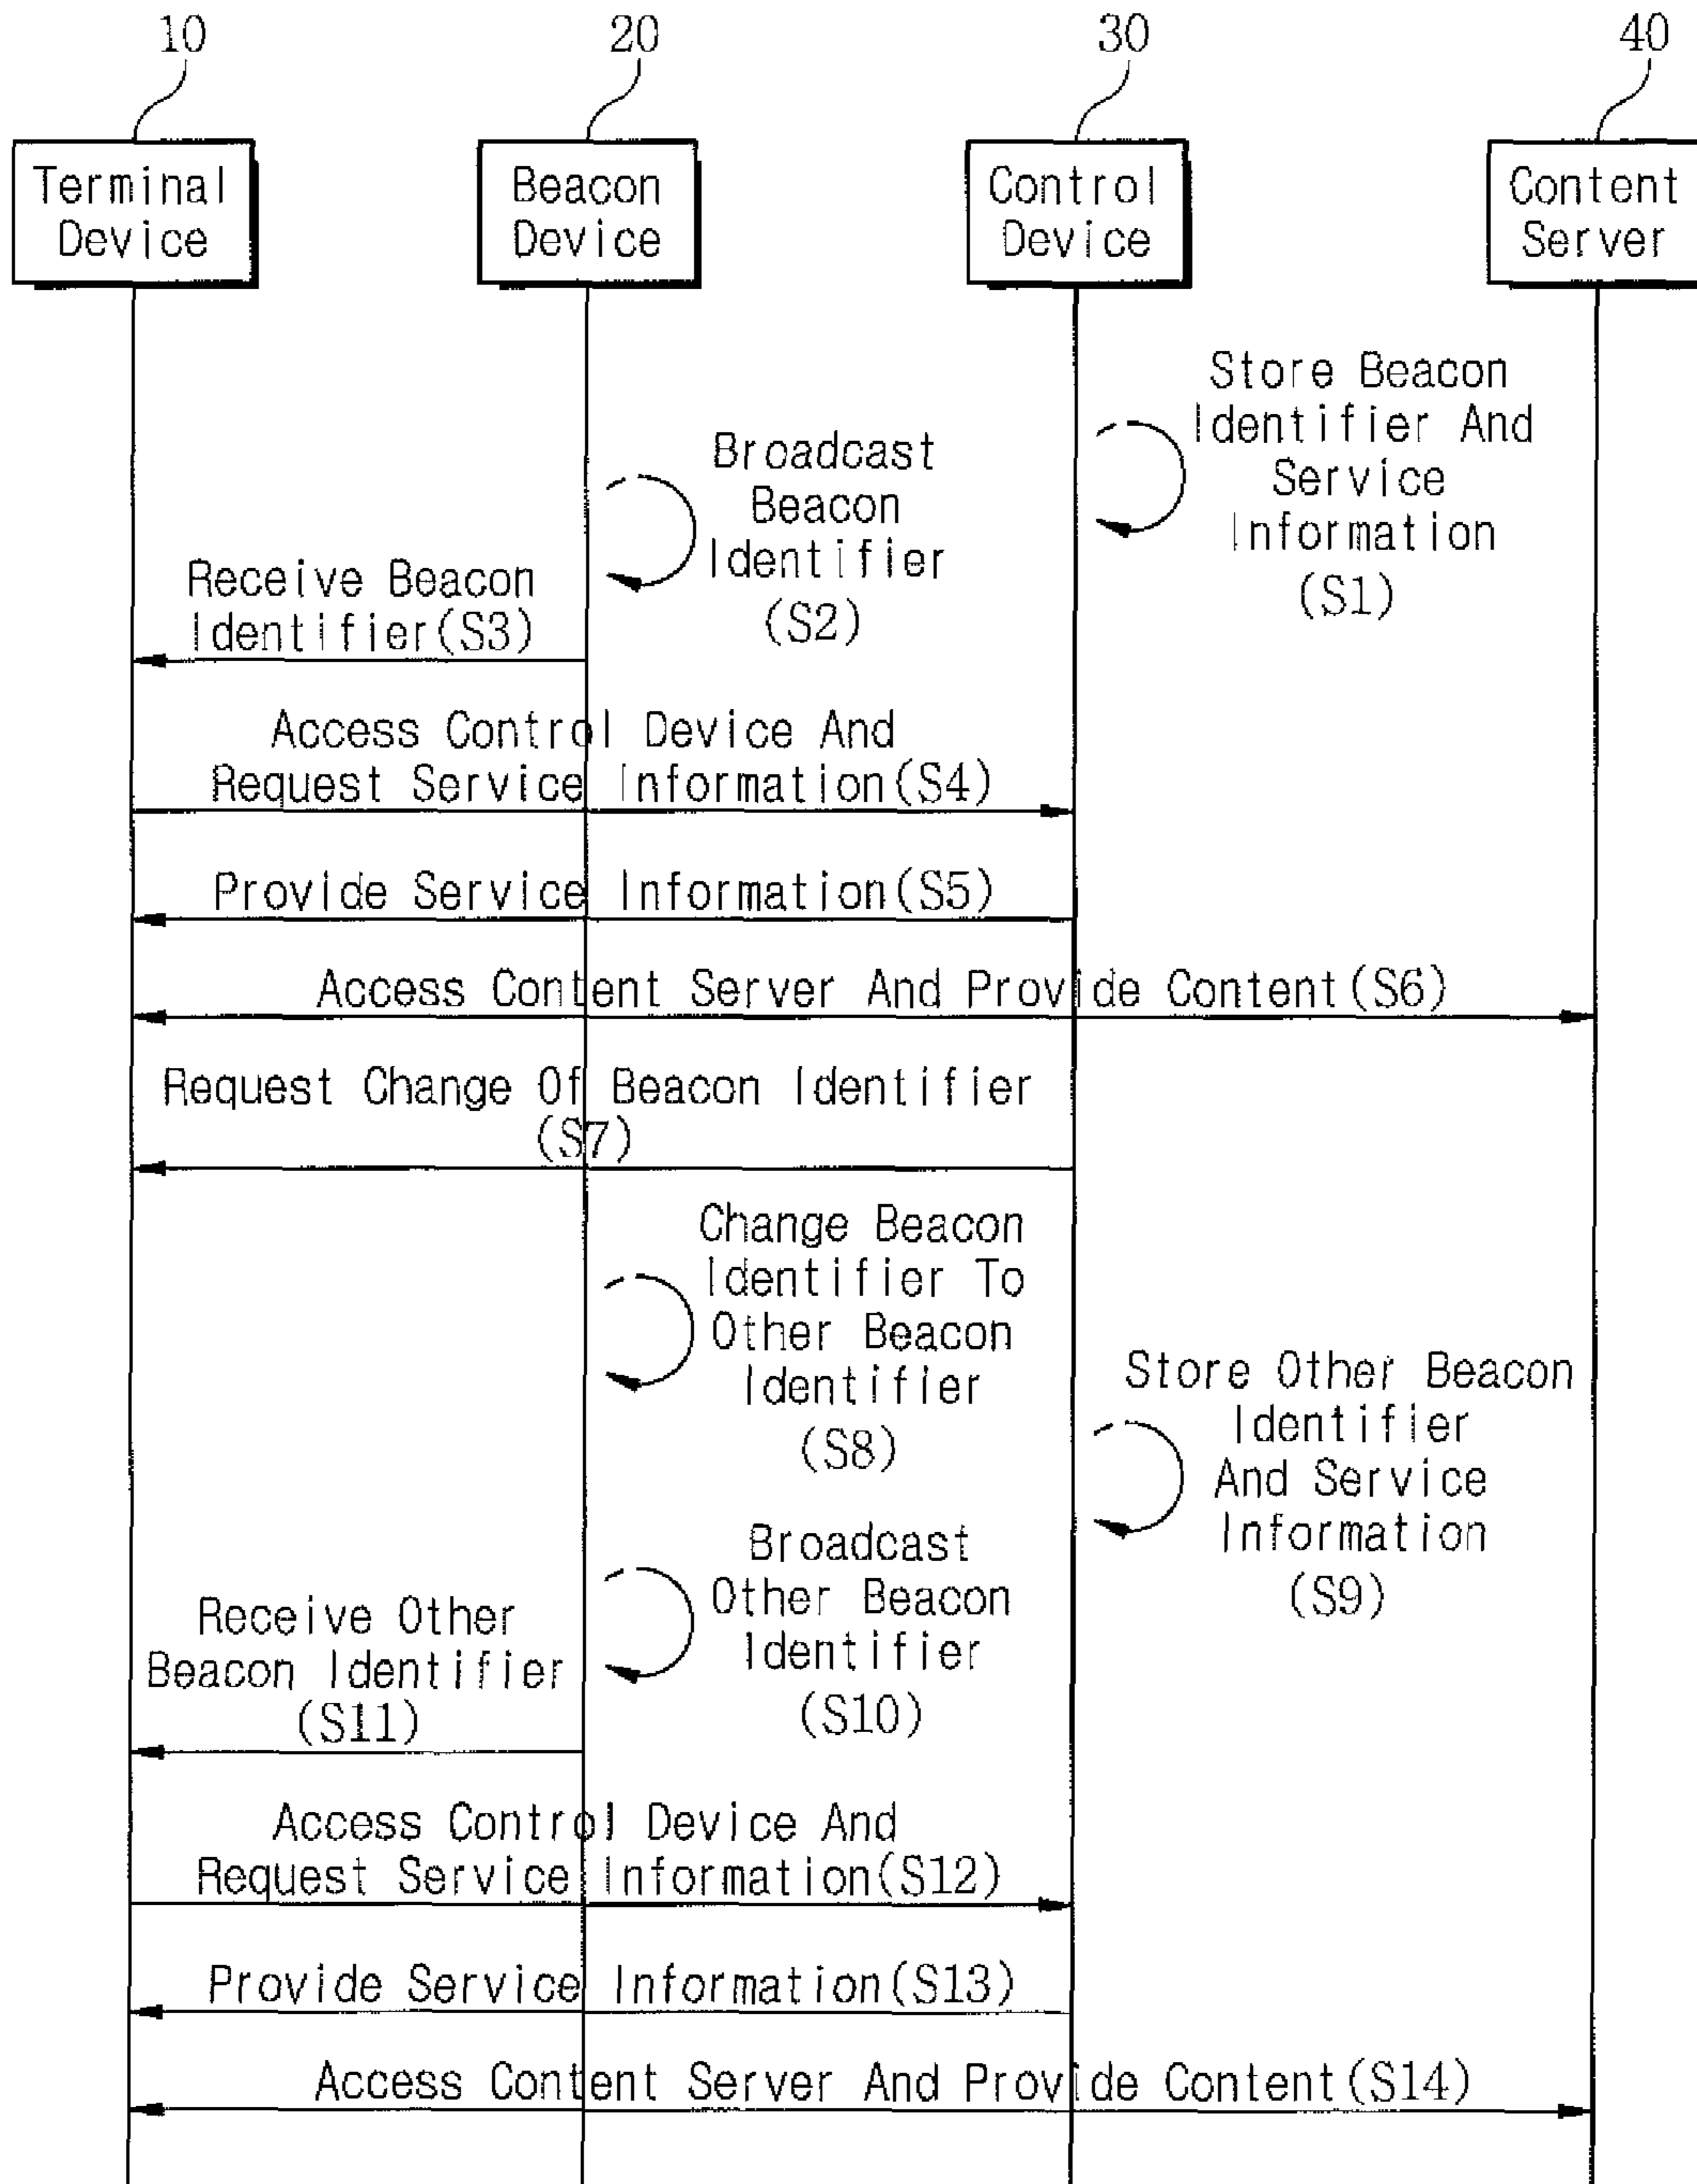 10
20
30
40
Terminal
Device
Beacon
Device
Control
Device
Content
Server
Store Beacon
Identifier And
Service
Information
(S1)
Broadcast
Beacon
Identifier
(S2)
Receive Beacon
Identifier(S3)
Access Control Device And
Request Service Information(S4)
Provide Service Information(S5)
Access Content Server And Provide Content(S6)
Request Change Of Beacon Identifier
(S7)
Change Beacon
Identifier To
Other Beacon
Identifier
(S8)
Store Other Beacon
Identifier
And Service
Information
(S9)
Broadcast
Other Beacon
Identifier
(S10)
Receive Other
Beacon Identifier
(S11)
Access Control Device And
Request Service Information(S12)
Provide Service Information(S13)
Access Content Server And Provide Content(S14)